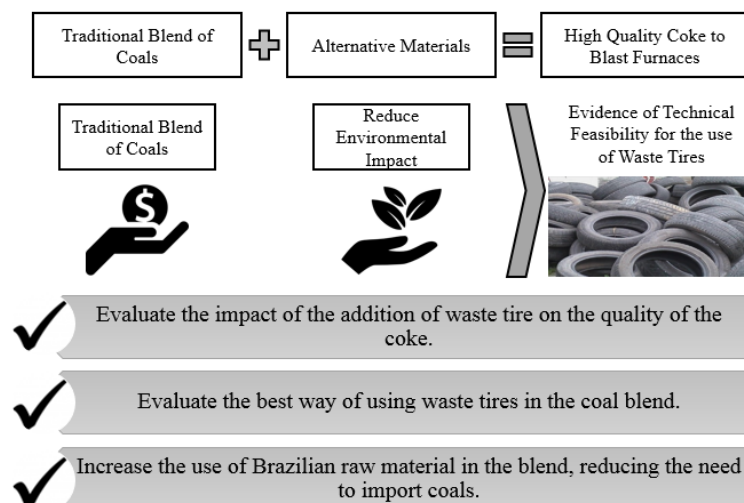 Traditional Blend of
Coals
Alternative Materials
High Quality Coke to
Blast Furnaces
Traditional Blend
of Coals
Reduce
Environmental
Impact
Evidence of Technical
Feasibility for the use
of Waste Tires
$
Evaluate the impact of the addition of waste tire on the quality of the
coke.
Evaluate the best way of using waste tires in the coal blend.
Increase the use of Brazilian raw material in the blend, reducing the need
to import coals.